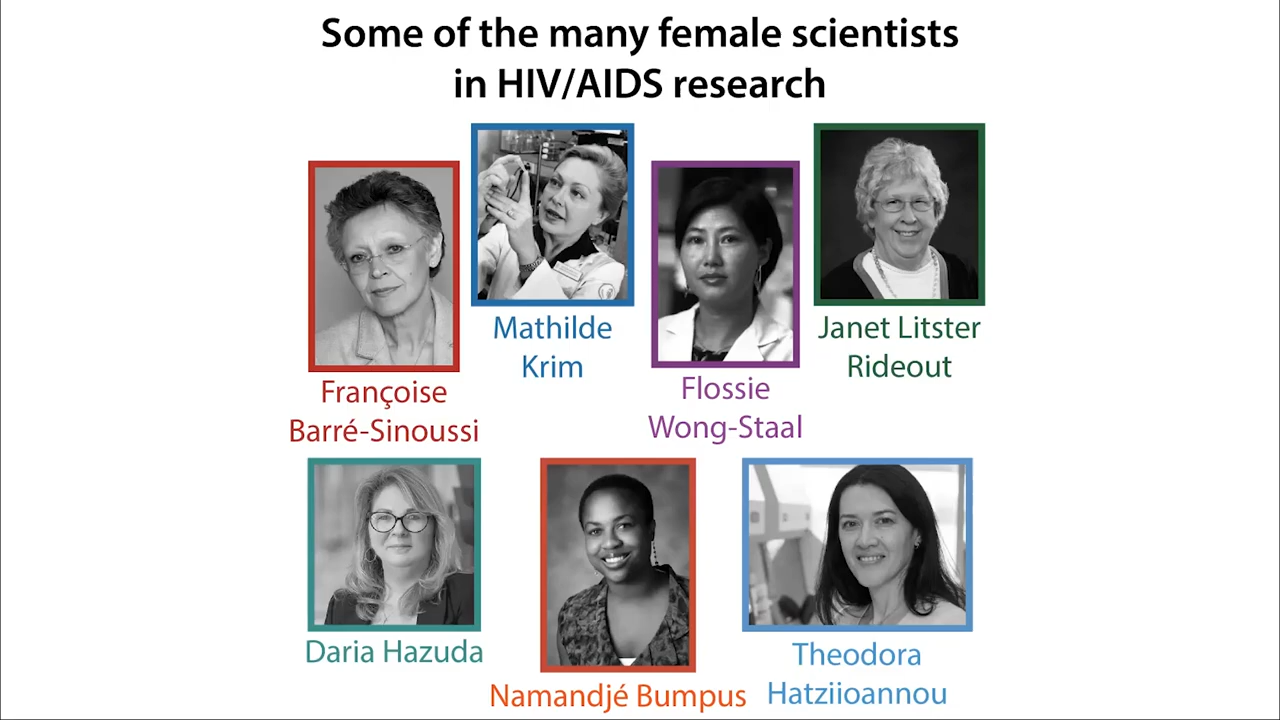 Some of the many female scientists
in HIV/AIDS research
Françoise
Barré-Sinoussi
Mathilde
Krim
Flossie
Wong-Staal
Janet Litster
Rideout
Daria Hazuda
Namandjé Bumpus
Theodora
Hatziioannou